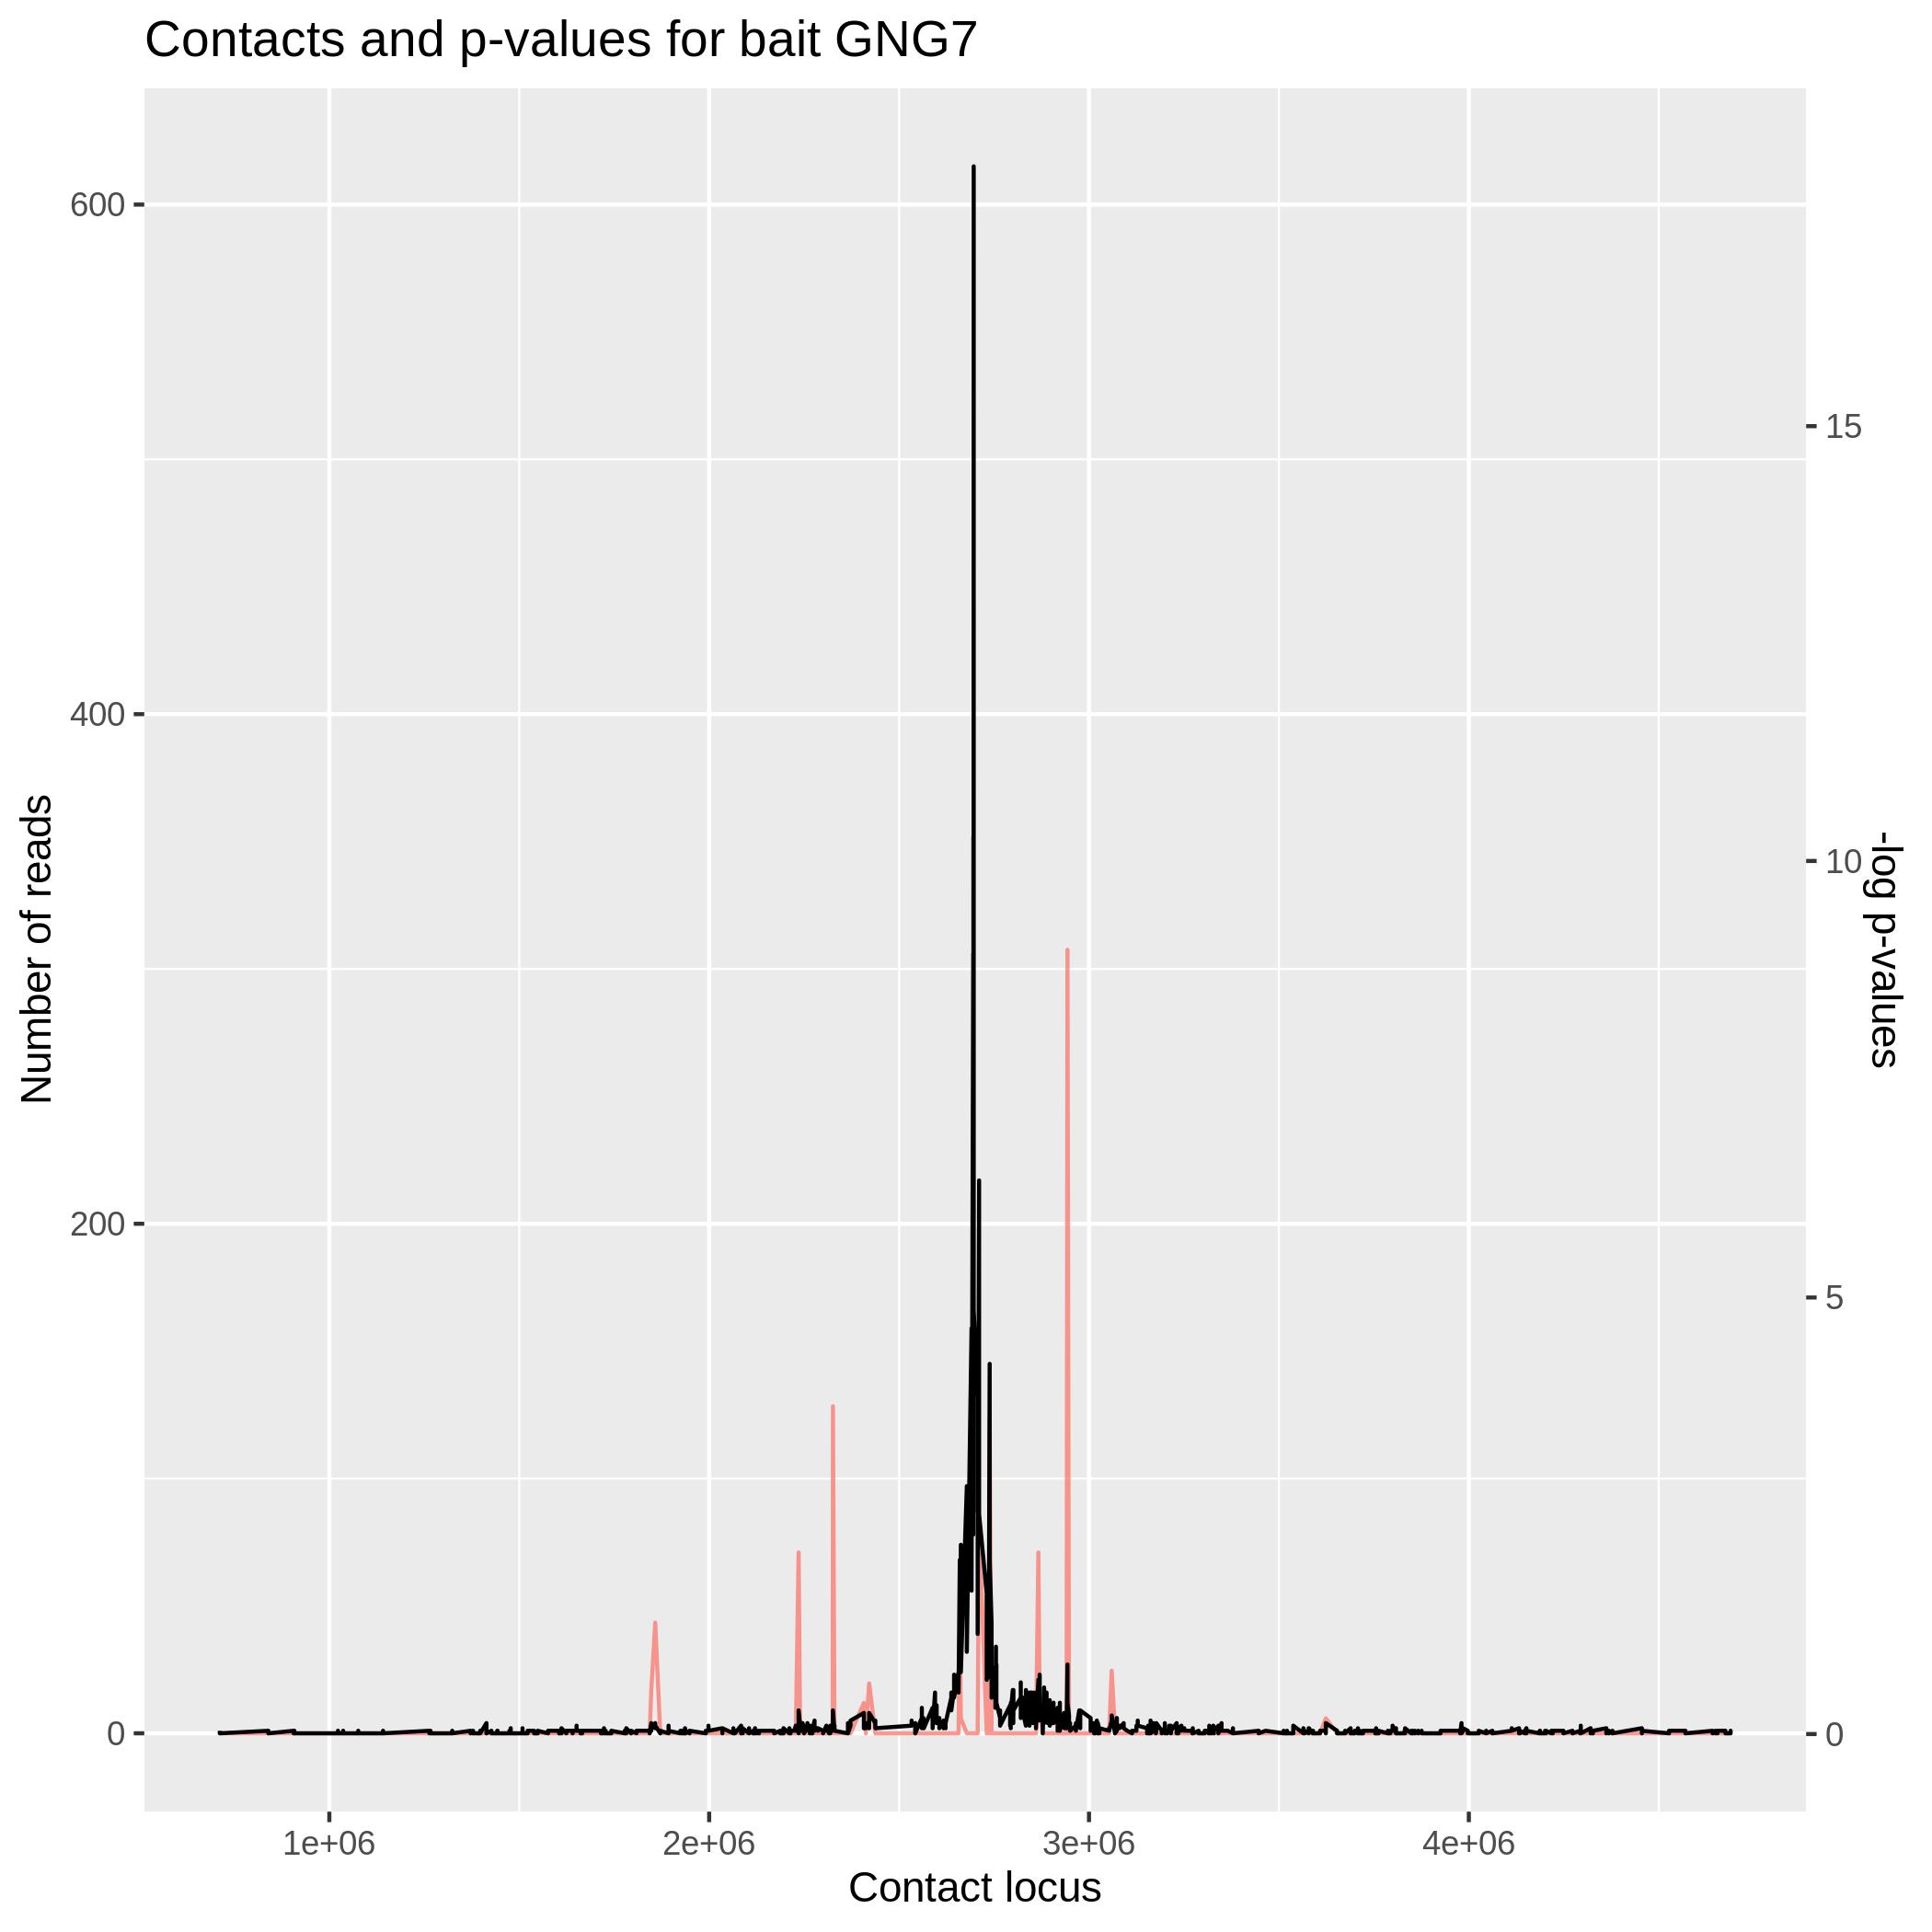 Contacts and p-values for bait GNG7
600
400
200
0
Number of reads
15
10
5
0
-log p-values
1e+06
2e+06
3e+06
4e+06
Contact locus